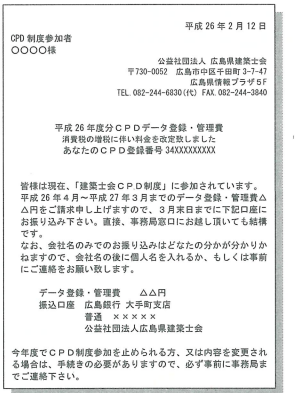 平成26年2月12日
CPD制度参加者
○○○○様
公益社団法人 広島県建築士会
〒730-0052 広島市中区千田町3-7-47
広島県情報プラザ5F
TEL. 082-244-6830(代) FAX. 082-244-3840
平成26年度分CPDデータ登録・管理費
消費税の増税に伴い料金を改定致しました
あなたのCPD登録番号 34XXXXXXXXX
皆様は現在、「建築士会CPD制度」に参加されています。
平成26年4月〜平成27年3月までのデータ登録・管理費△
△円をご請求申し上げますので、3月末日までに下記口座に
お振り込み下さい。直接、事務局窓口にお越し頂いても結構
です。
なお、会社名のみでのお振り込みはどなたの分かが分かりか
ねますので、会社名の後に個人名を入れるか、もしくは事前
にご連絡をお願い致します。
データ登録・管理費 △△円
振込口座 広島銀行 大手町支店
普通 ×××××
公益社団法人広島県建築士会
今年度でCPD制度参加を止められる方、又は内容を変更され
る場合は、手続きの必要がありますので、必ず事前に事務局ま
でご連絡下さい。